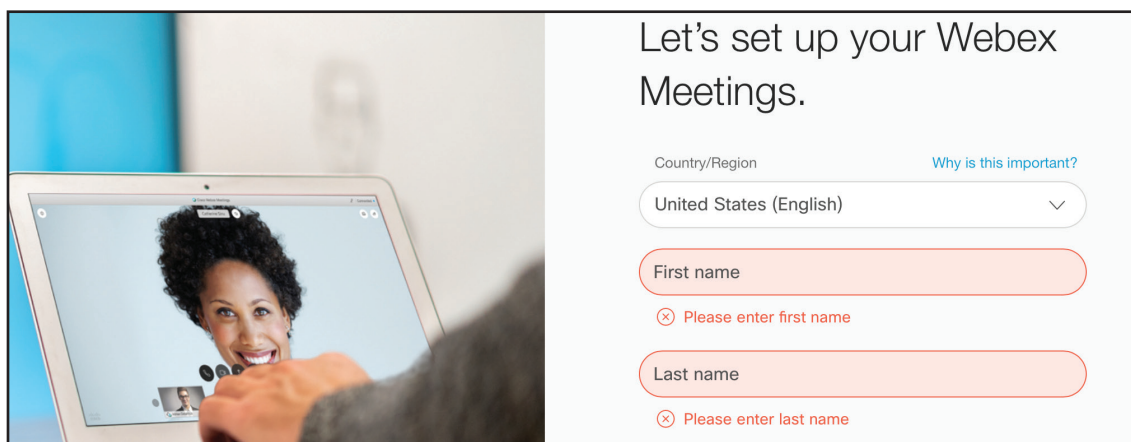 Let's set up your Webex
Meetings.
Country/Region
Why is this important?
United States (English)
First name
Please enter first name
Last name
Please enter last name